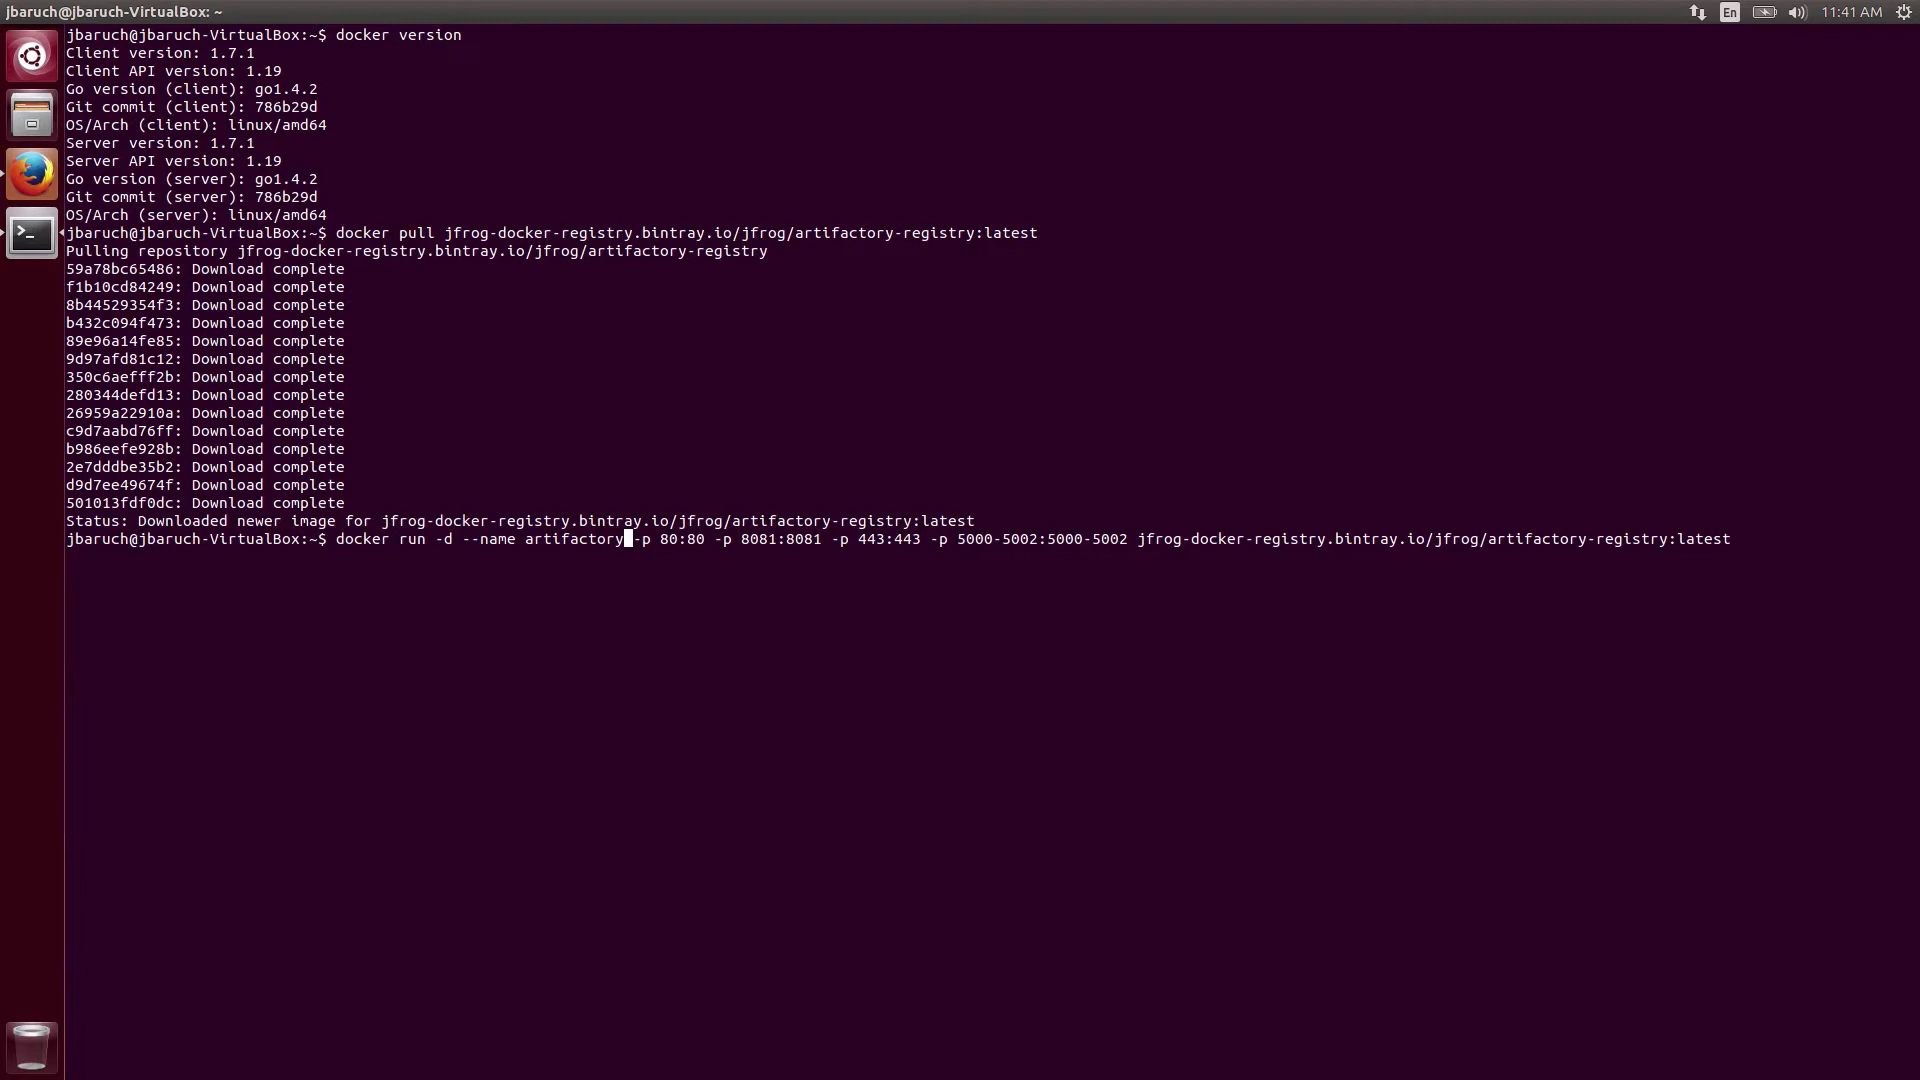 jbaruch@jbaruch-VirtualBox: ~
En
11:41 AM
jbaruch@jbaruch-VirtualBox:~$ docker version
Client version: 1.7.1
Client API version: 1.19
Go version (client): go1.4.2
Git commit (client): 786b29d
OS/Arch (client): linux/amd64
Server version: 1.7.1
Server API version: 1.19
Go version (server): go1.4.2
Git commit (server): 786b29d
OS/Arch (server): linux/amd64
jbaruch@jbaruch-VirtualBox:~$ docker pull jfrog-docker-registry.bintray.io/jfrog/artifactory-registry:latest
Pulling repository jfrog-docker-registry.bintray.io/jfrog/artifactory-registry
59a78bc65486: Download complete
f1b10cd84249: Download complete
8b44529354f3: Download complete
b432c094f473: Download complete
89e96a14fe85: Download complete
9d97afd81c12: Download complete
350c6aefff2b: Download complete
280344defd13: Download complete
26959a22910a: Download complete
c9d7aabd76ff: Download complete
b986eefe928b: Download complete
2e7dddbe35b2: Download complete
d9d7ee49674f: Download complete
501013fdf0dc: Download complete
Status: Downloaded newer image for jfrog-docker-registry.bintray.io/jfrog/artifactory-registry:latest
jbaruch@jbaruch-VirtualBox:~$ docker run -d --name artifactory -p 80:80 -p 8081:8081 -p 443:443 -p 5000-5002:5000-5002 jfrog-docker-registry.bintray.io/jfrog/artifactory-registry:latest